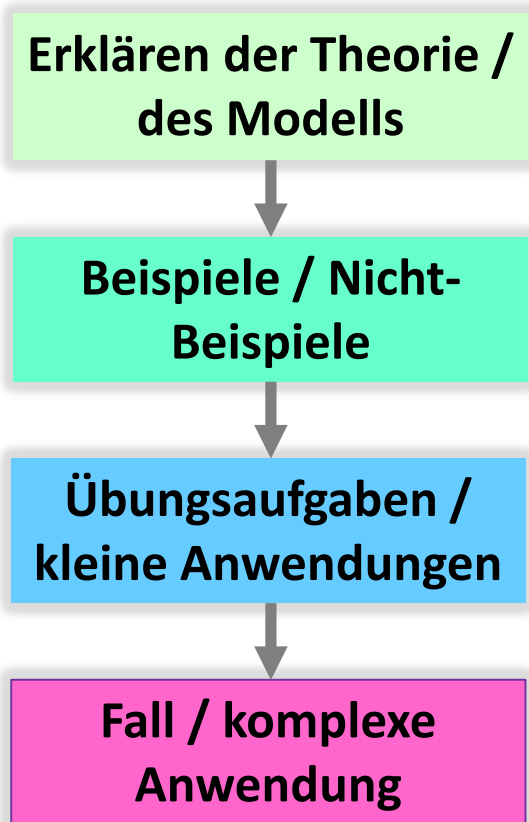 Erklären der Theorie /
des Modells
Beispiele / Nicht-
Beispiele
Übungsaufgaben /
kleine Anwendungen
Fall / komplexe
Anwendung